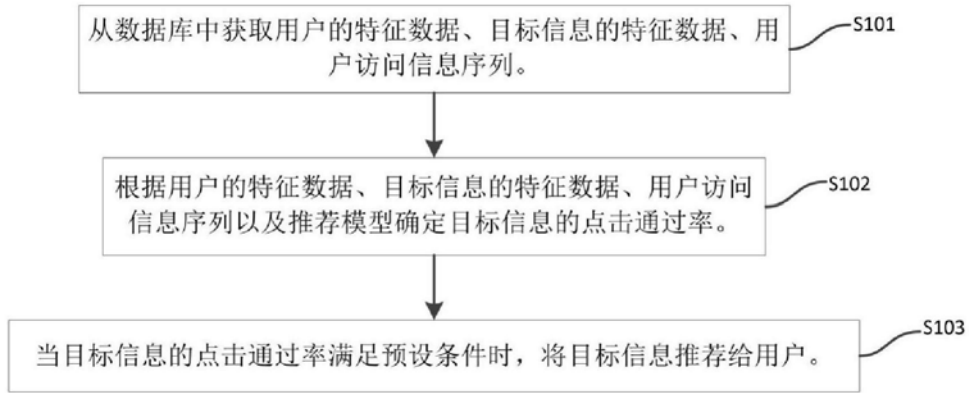 从数据库中获取用户的特征数据、目标信息的特征数据、用
户访问信息序列。
S101
根据用户的特征数据、目标信息的特征数据、用户访问
信息序列以及推荐模型确定目标信息的点击通过率。
S102
当目标信息的点击通过率满足预设条件时，将目标信息推荐给用户。
S103